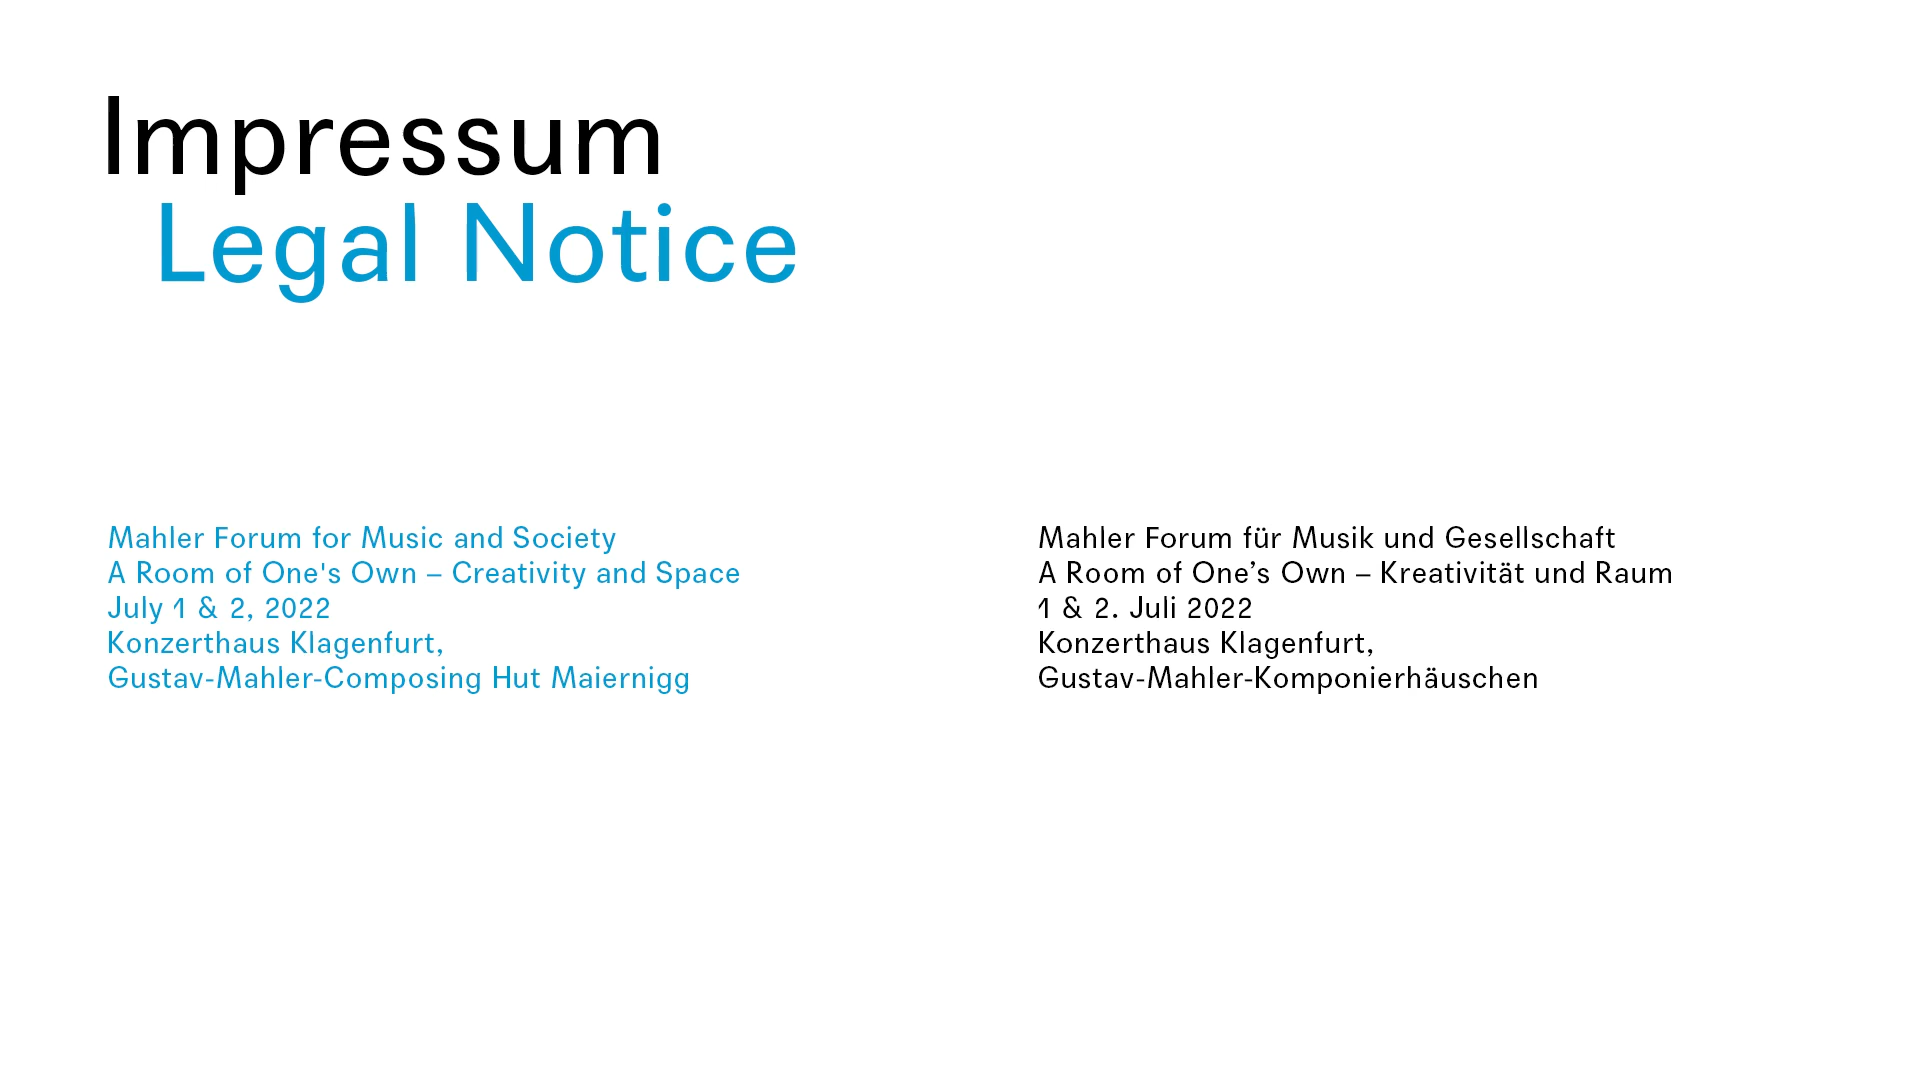 Impressum
Legal Notice
Mahler Forum for Music and Society
A Room of One's Own – Creativity and Space
July 1 & 2, 2022
Konzerthaus Klagenfurt,
Gustav-Mahler-Composing Hut Maiernigg
Mahler Forum für Musik und Gesellschaft
A Room of One’s Own – Kreativität und Raum
1 & 2. Juli 2022
Konzerthaus Klagenfurt,
Gustav-Mahler-Komponierhäuschen